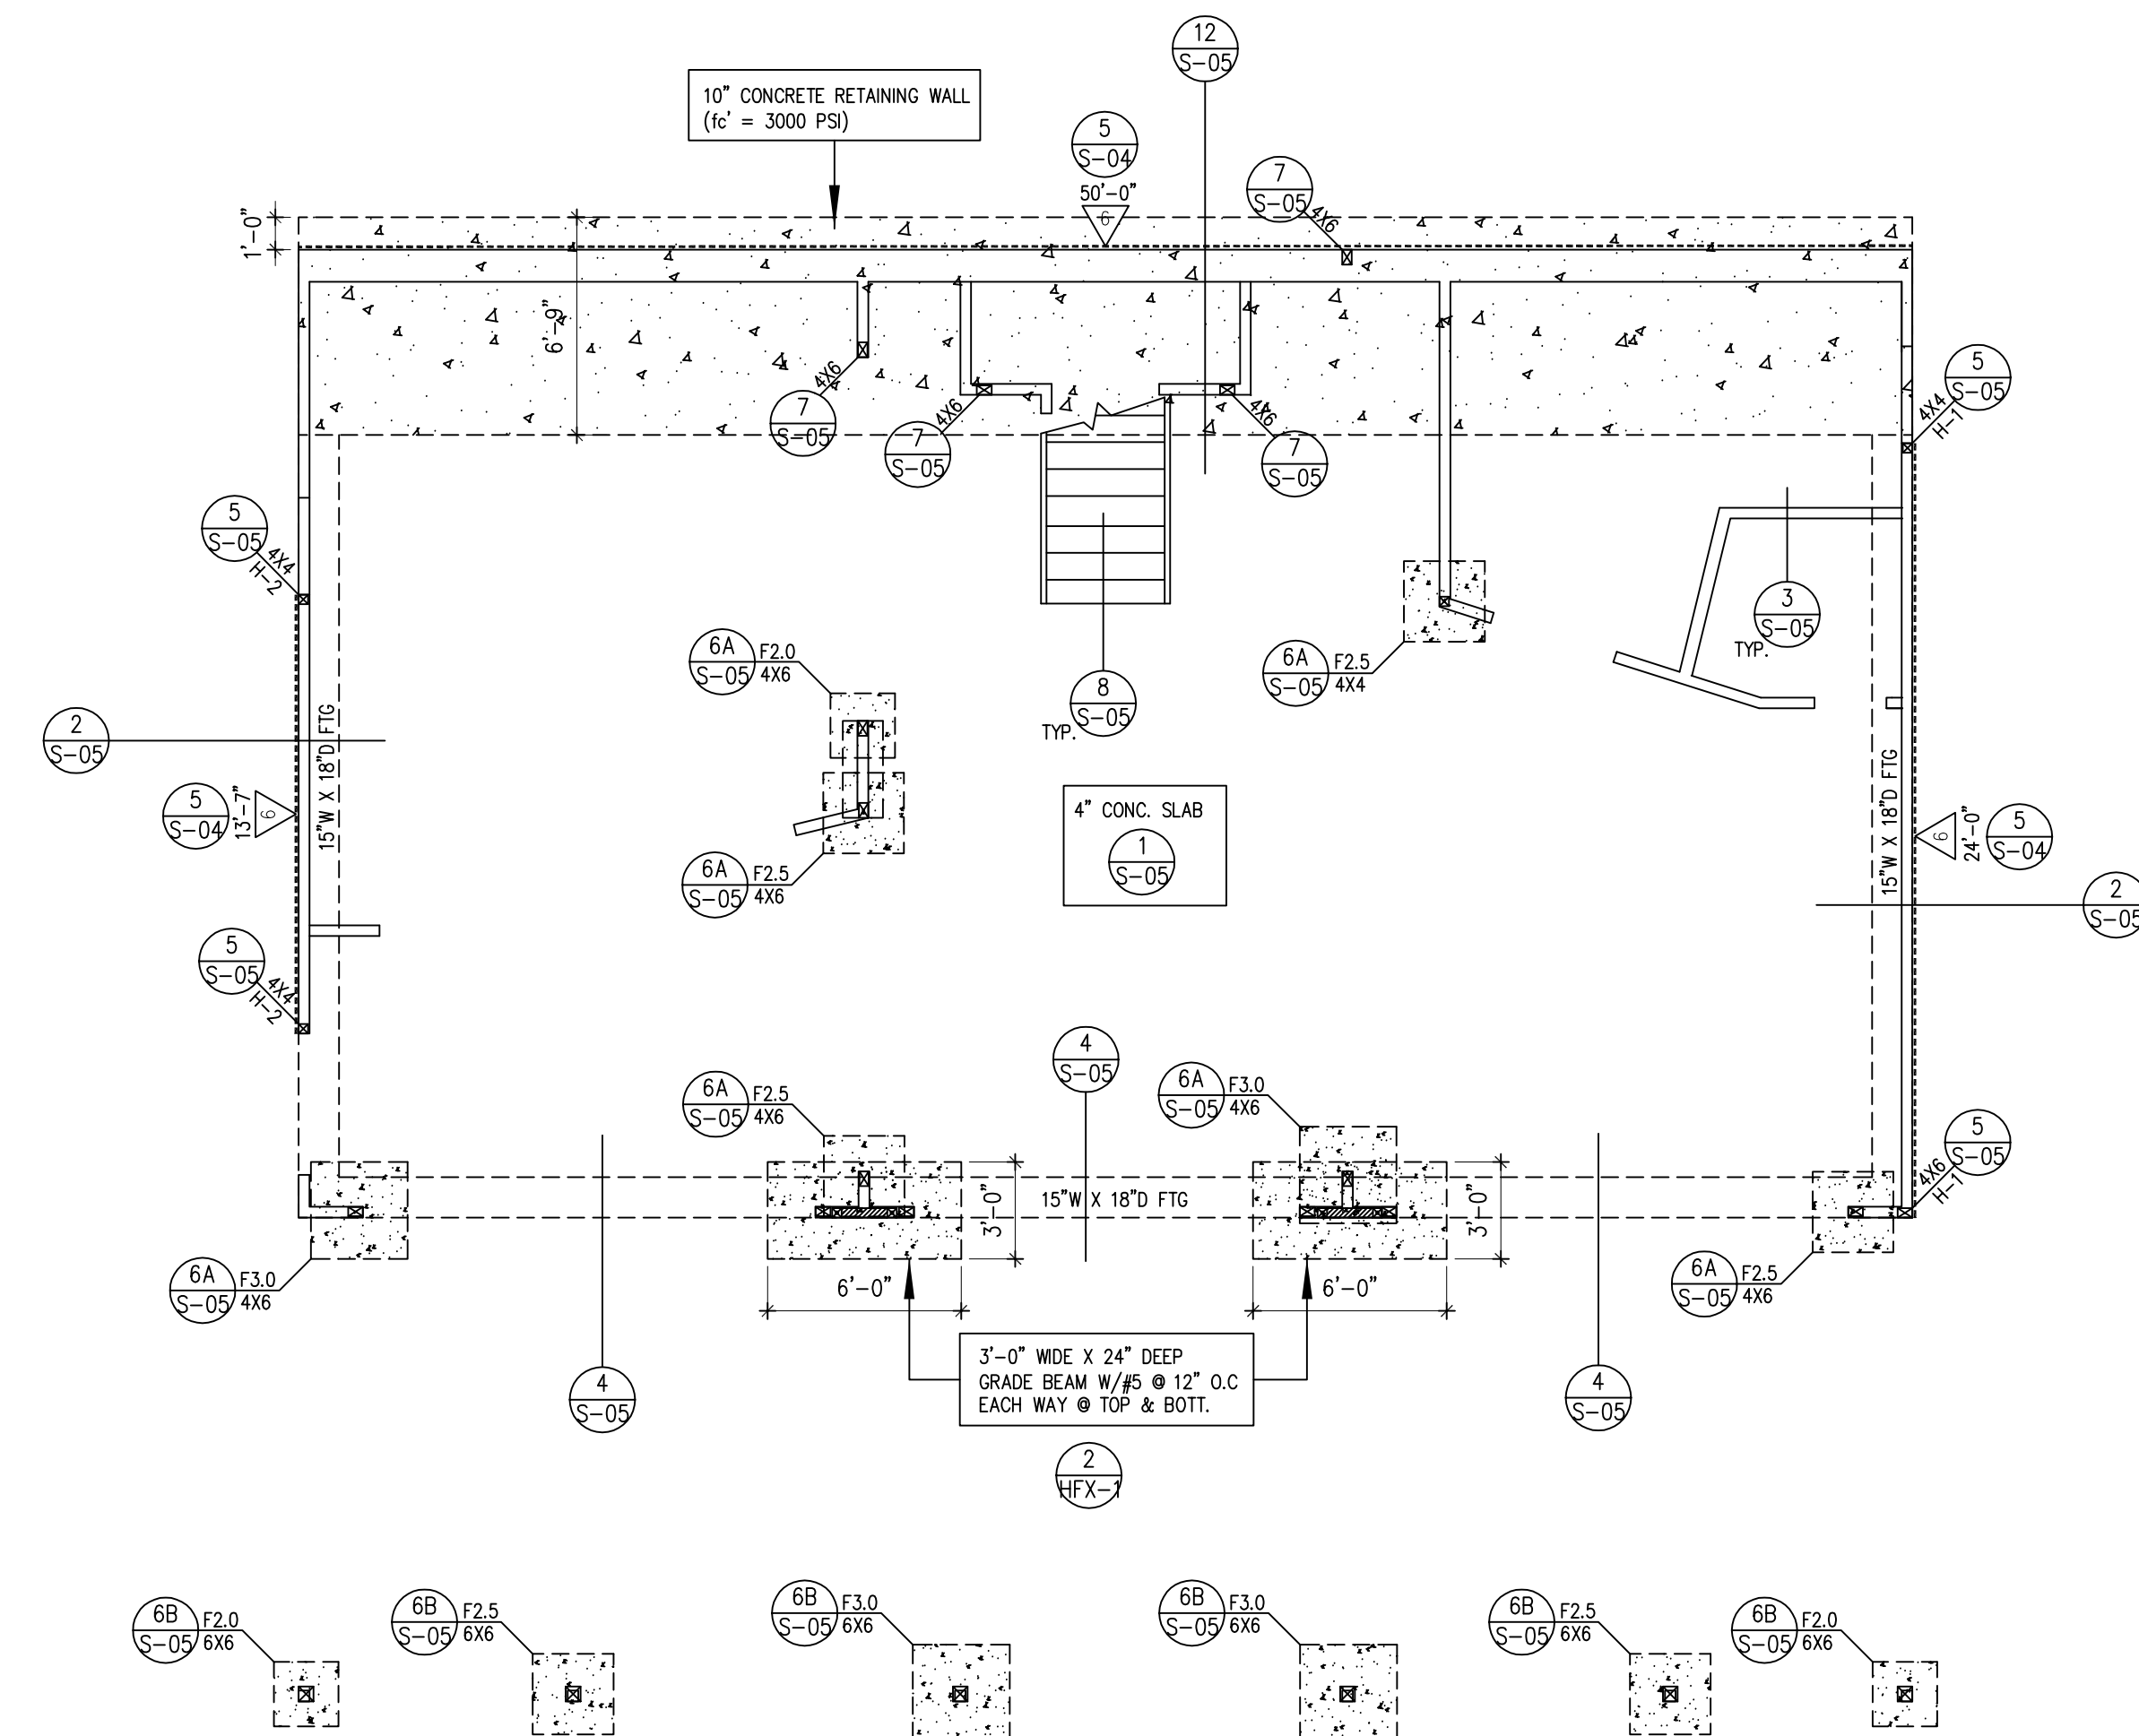 12
S-05
10" CONCRETE RETAINING WALL
(fc' = 3000 PSI)
5
S-04
50'-0"
6
7
S-05
4X6
1'-0"
6'-9"
4X6
7
S-05
4X6
7
S-05
4X6
7
S-05
5
S-05
4X4
H-1
5
S-05
4X4
H-2
3
S-05
TYP.
6A
S-05
F2.0
4X6
6A
S-05
F2.5
4X4
8
S-05
TYP.
2
S-05
15"W X 18"D FTG
5
S-04
13'-7"
6
4" CONC. SLAB
1
S-05
15"W X 18"D FTG
6
24'-0"
5
S-04
6A
S-05
F2.5
4X6
2
S-05
5
S-05
4X4
H-2
4
S-05
6A
S-05
F2.5
4X6
6A
S-05
F3.0
4X6
5
S-05
4X6
H-1
3'-0"
15"W X 18"D FTG
3'-0"
6A
S-05
F3.0
4X6
6'-0"
6'-0"
6A
S-05
F2.5
4X6
3'-0" WIDE X 24" DEEP
GRADE BEAM W/#5 @ 12" O.C
EACH WAY @ TOP & BOTT.
4
S-05
4
S-05
2
HFX-1
6B
S-05
F2.0
6X6
6B
S-05
F2.5
6X6
6B
S-05
F3.0
6X6
6B
S-05
F3.0
6X6
6B
S-05
F2.5
6X6
6B
S-05
F2.0
6X6